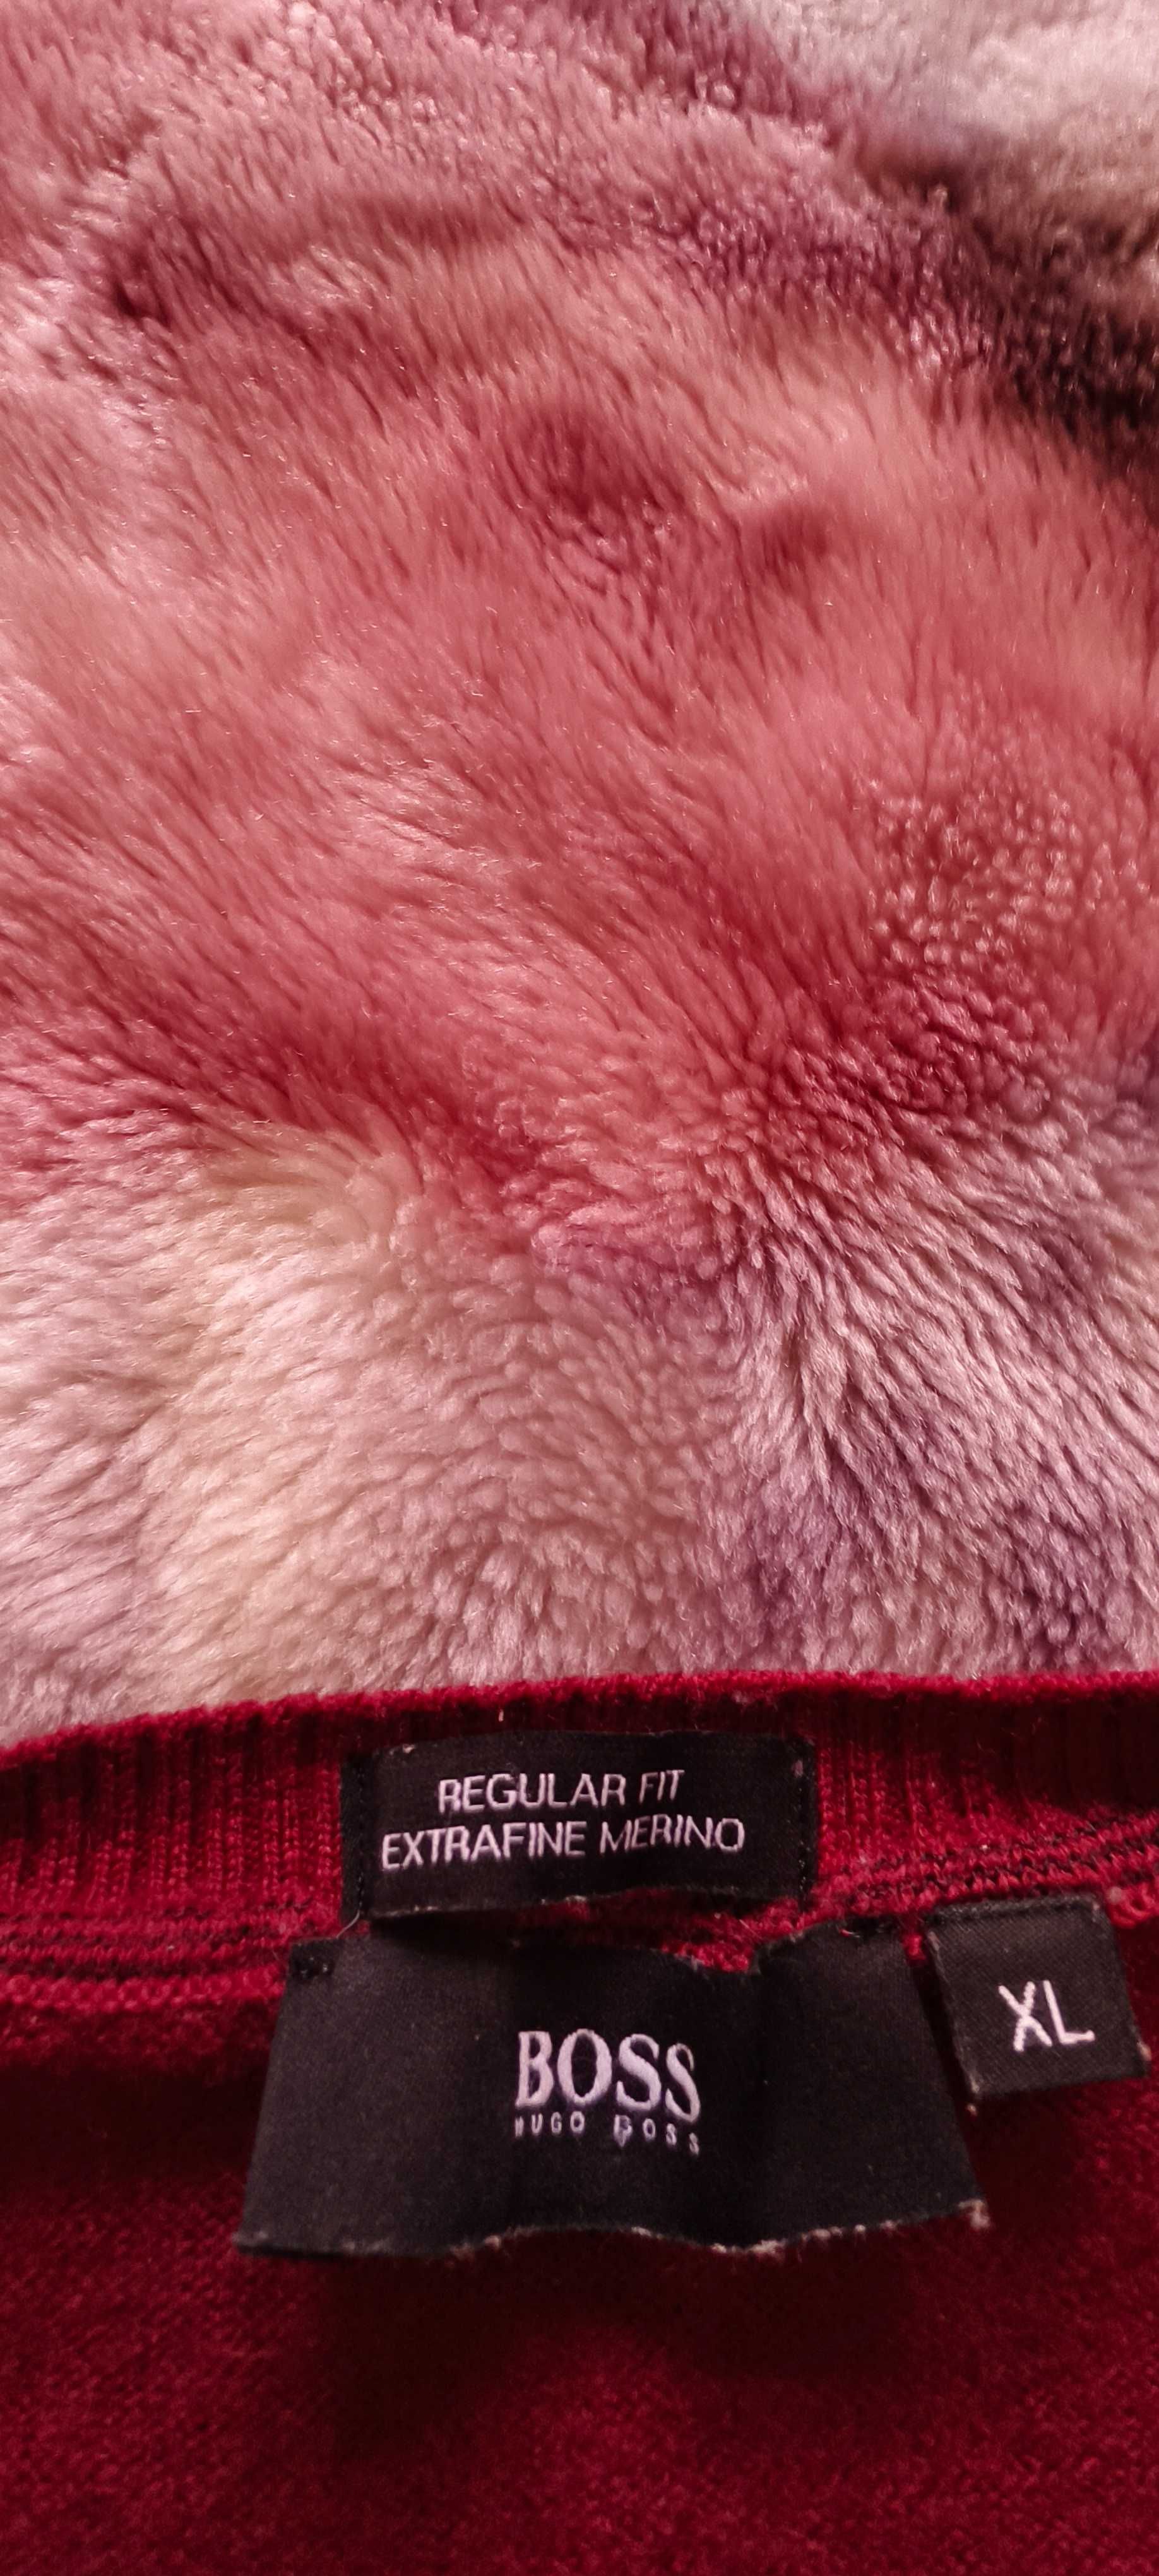 REGULAR FIT
EXTRAFINE MERINO
XL
BOSS
HUGO BOSS